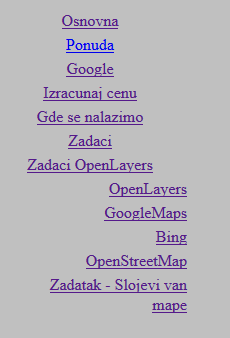 Osnovna
Ponuda
Google
Izracunaj cenu
Gde se nalazimo
Zadaci
Zadaci OpenLayers
OpenLayers
GoogleMaps
Bing
OpenStreetMap
Zadatak - Slojevi van
mape